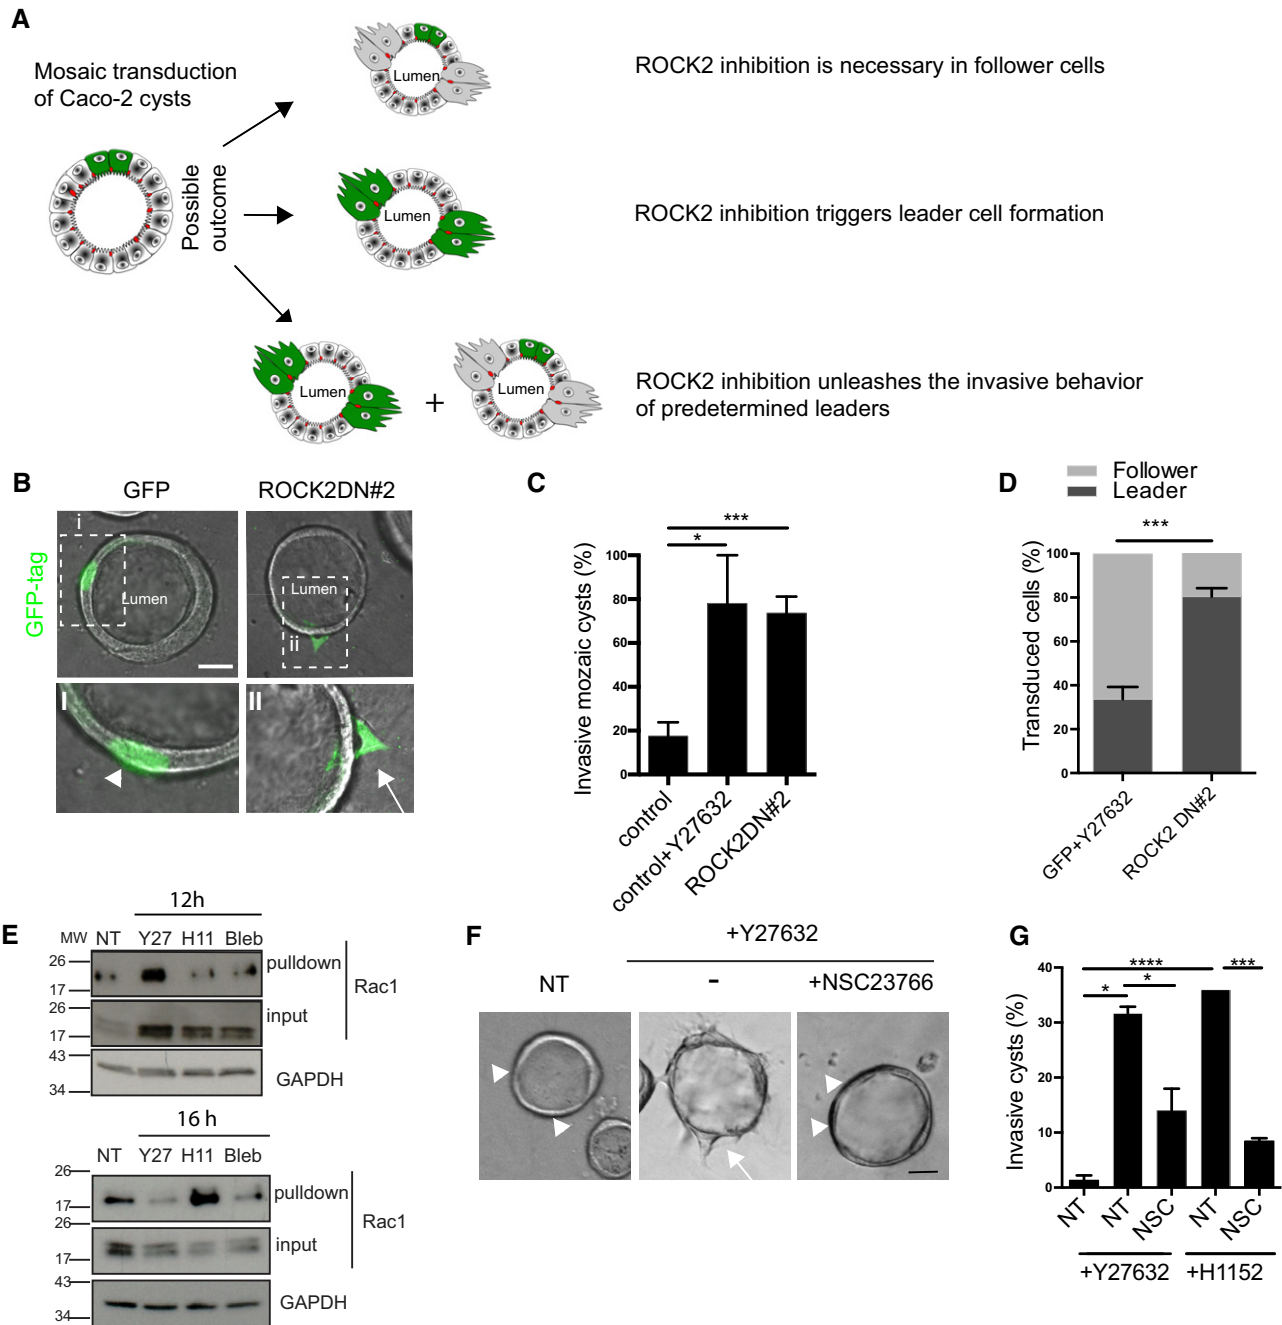 A
Mosaic transduction
of Caco-2 cysts
Possible
outcome
Lumen
ROCK2 inhibition is necessary in follower cells
Lumen
ROCK2 inhibition triggers leader cell formation
Lumen
+
Lumen
ROCK2 inhibition unleashes the invasive behavior
of predetermined leaders
B
GFP
ROCK2DN#2
GFP-tag
i
Lumen
Lumen
ii
I
II
C
Invasive mozaic cysts (%)
100
80
60
40
20
0
*
***
control
control+Y27632
ROCK2DN#2
D
Follower
Leader
***
Transduced cells (%)
100
80
60
40
20
0
GFP+Y27632
ROCK2 DN#2
E
12h
MW NT Y27 H11 Bleb
26
17
pulldown
26
17
input
Rac1
43
34
GAPDH
16 h
NT Y27 H11 Bleb
26
17
pulldown
26
17
input
Rac1
43
34
GAPDH
F
+Y27632
NT
-
+NSC23766
G
Invasive cysts (%)
40
30
20
10
0
****
*
*
***
NT
NT
NSC
NT
NSC
+Y27632
+H1152